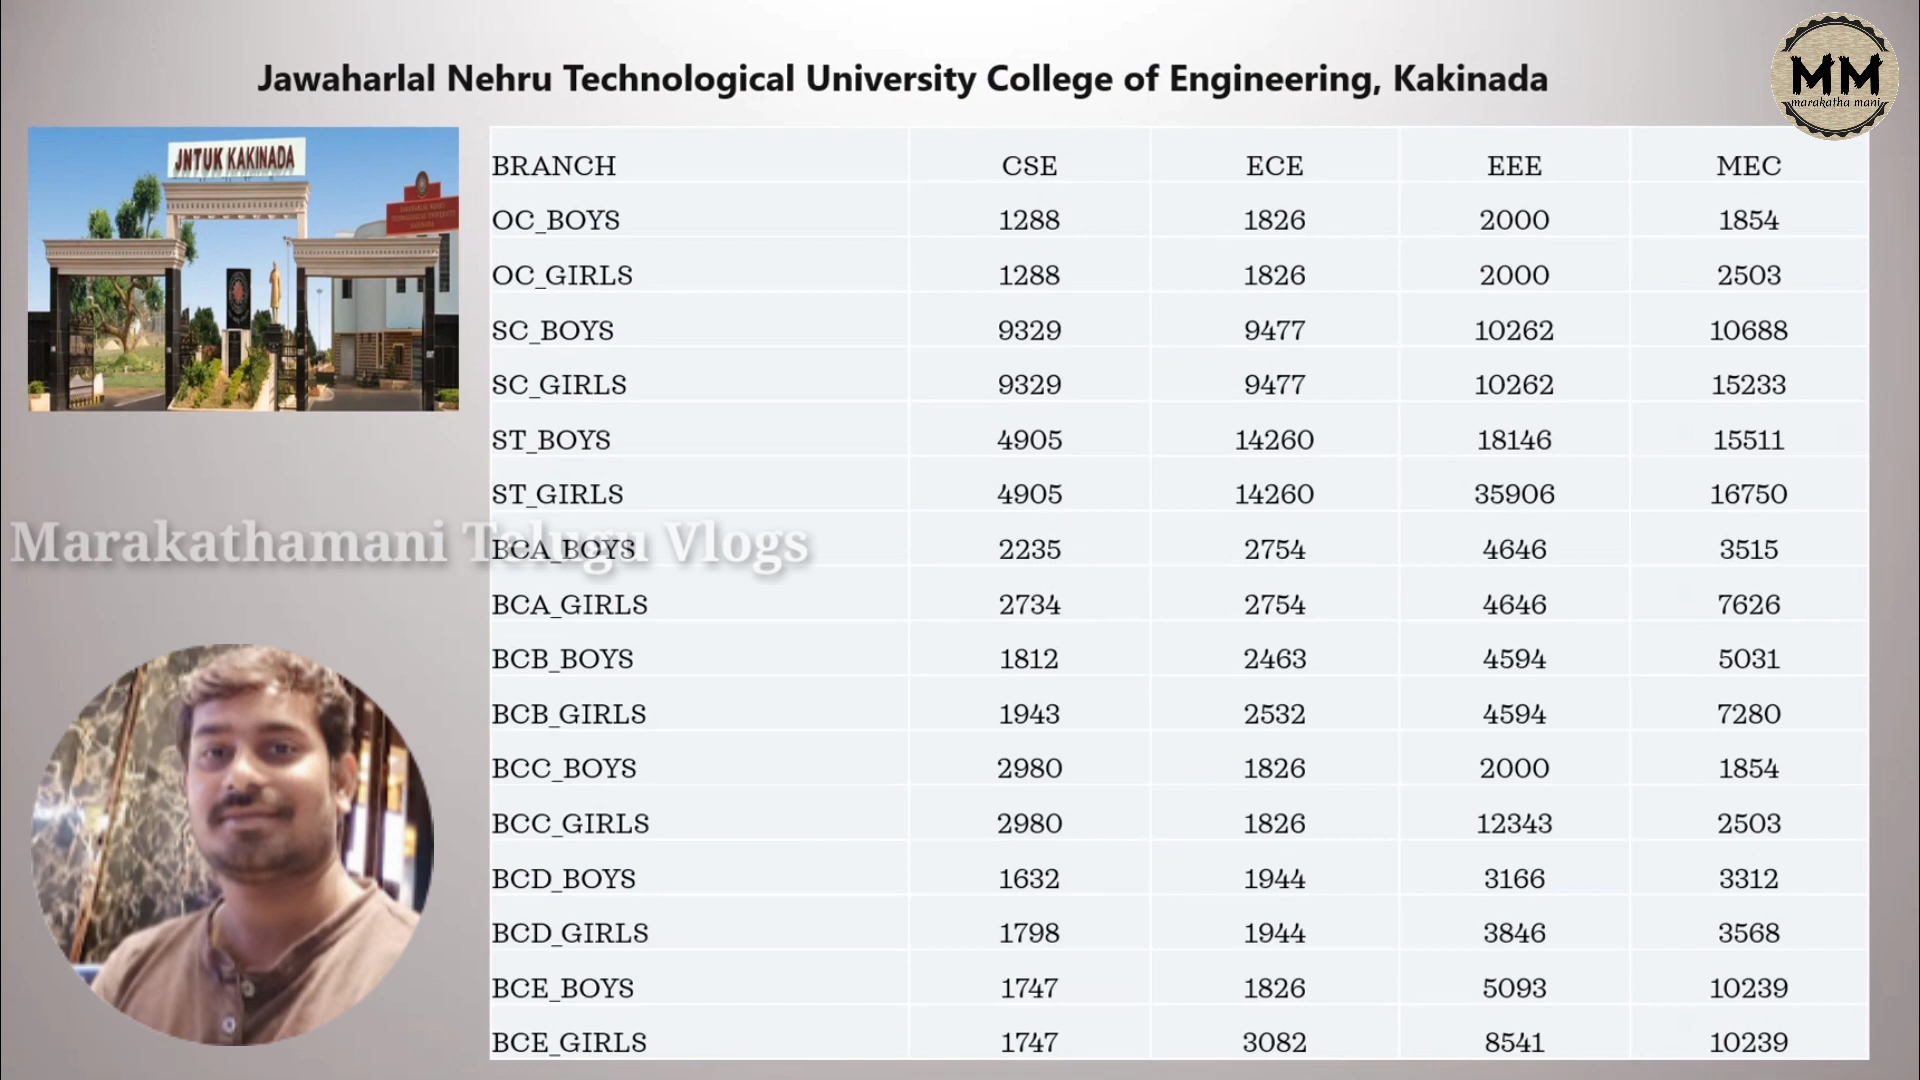 Jawaharlal Nehru Technological University College of Engineering, Kakinada
MM
marakatha mani
JNTUK KAKINADA
BRANCH CSE ECE EEE MEC
OC_BOYS 1288 1826 2000 1854
OC_GIRLS 1288 1826 2000 2503
SC_BOYS 9329 9477 10262 10688
SC_GIRLS 9329 9477 10262 15233
ST_BOYS 4905 14260 18146 15511
ST_GIRLS 4905 14260 35906 16750
Marakathamani Telugu Vlogs
BCA_BOYS 2235 2754 4646 3515
BCA_GIRLS 2734 2754 4646 7626
BCB_BOYS 1812 2463 4594 5031
BCB_GIRLS 1943 2532 4594 7280
BCC_BOYS 2980 1826 2000 1854
BCC_GIRLS 2980 1826 12343 2503
BCD_BOYS 1632 1944 3166 3312
BCD_GIRLS 1798 1944 3846 3568
BCE_BOYS 1747 1826 5093 10239
BCE_GIRLS 1747 3082 8541 10239